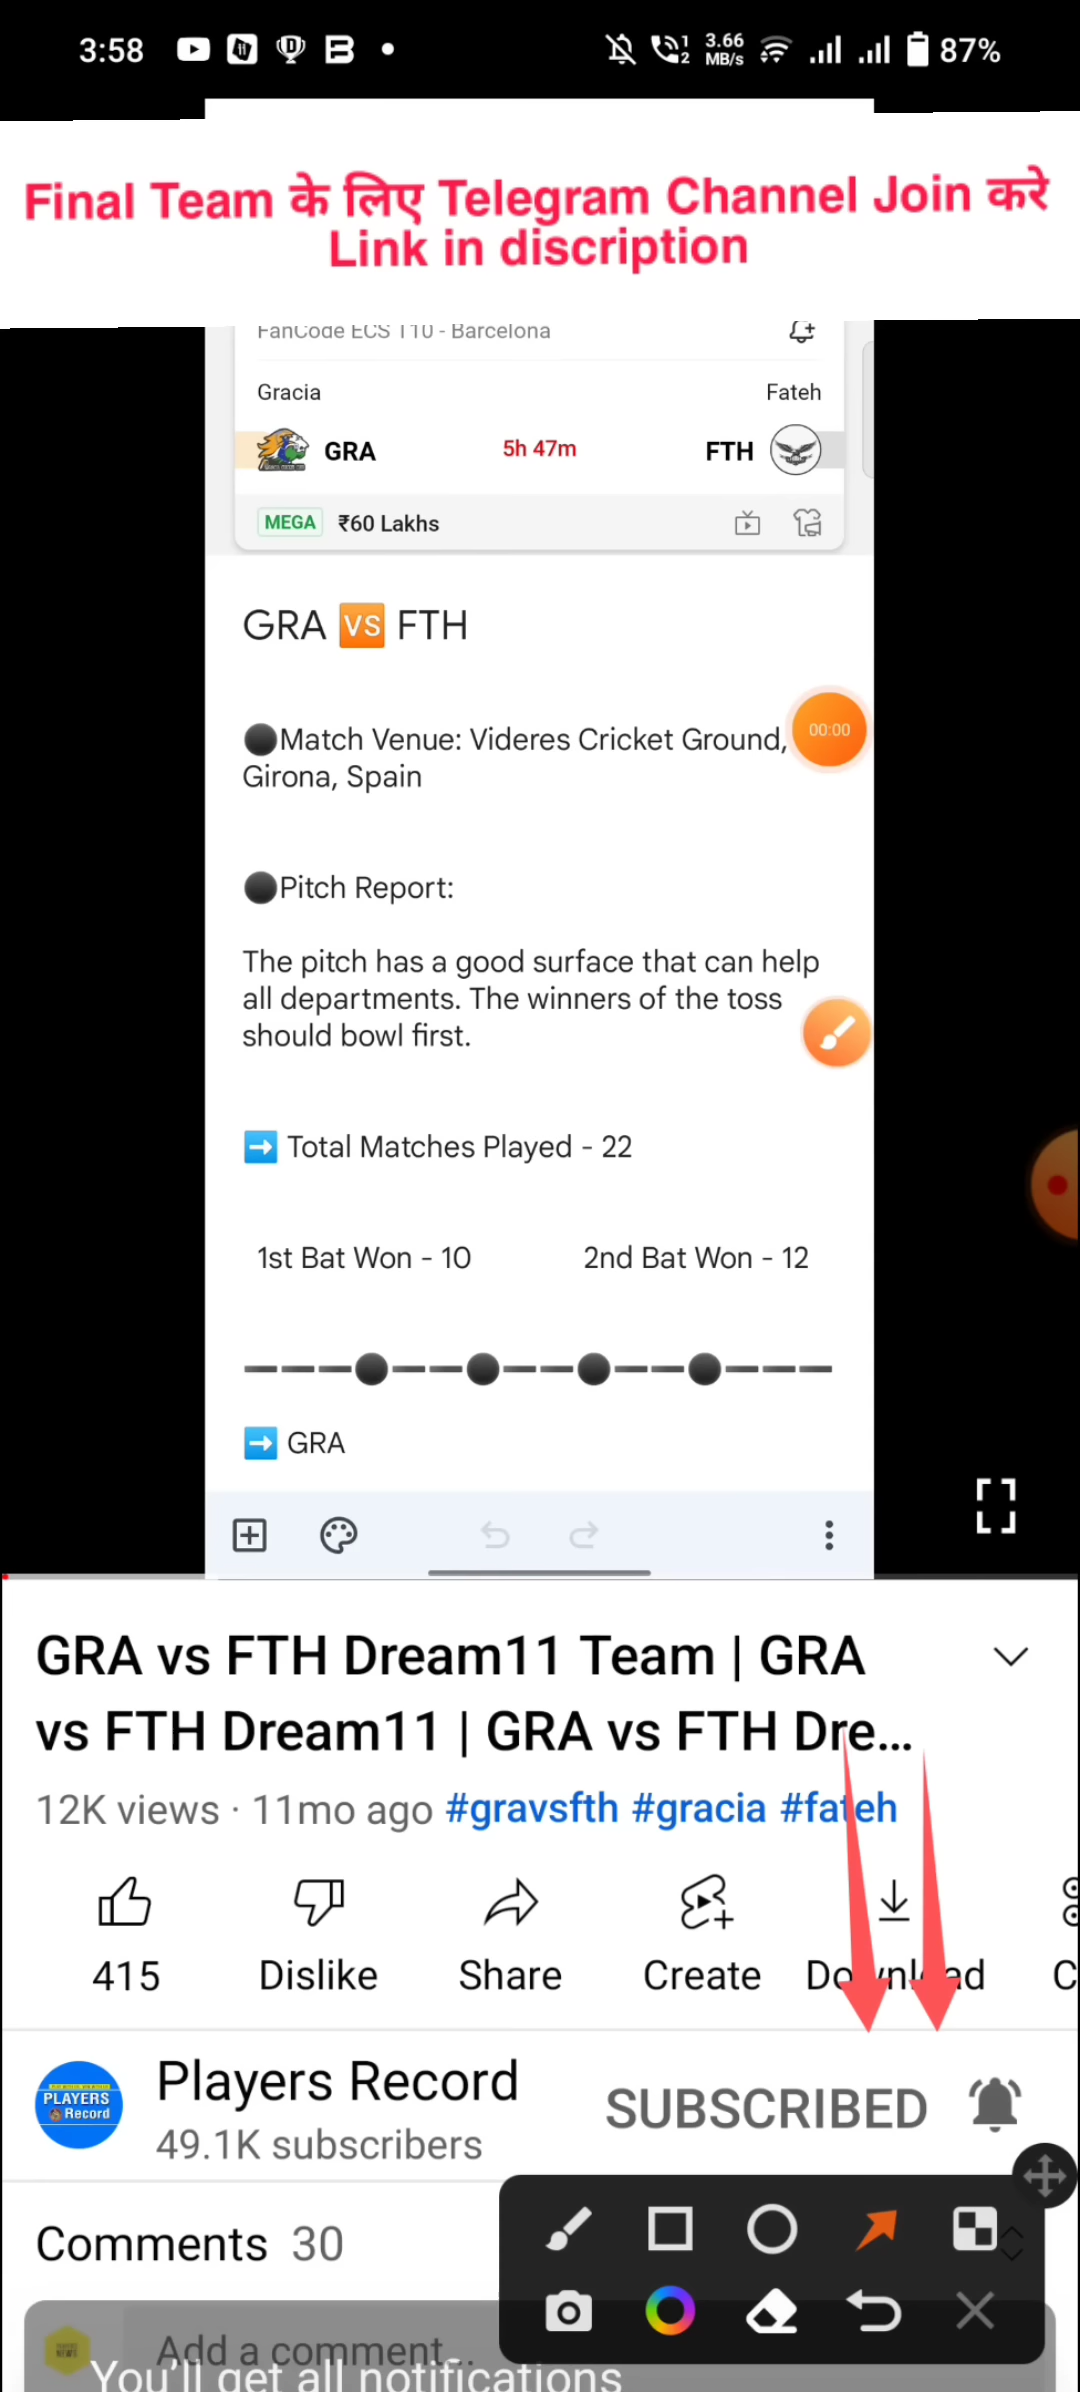 3:58
3.66 MB/s
87%
Final Team के लिए Telegram Channel Join करे
Link in discription
FanCode ECS T10 - Barcelona
Gracia Fateh
GRA 5h 47m FTH
MEGA ₹60 Lakhs
GRA VS FTH
●Match Venue: Videres Cricket Ground,
Girona, Spain
00:00
●Pitch Report:
The pitch has a good surface that can help
all departments. The winners of the toss
should bowl first.
➡ Total Matches Played - 22
1st Bat Won - 10 2nd Bat Won - 12
➡ GRA
GRA vs FTH Dream11 Team | GRA
vs FTH Dream11 | GRA vs FTH Dre...
12K views · 11mo ago #gravsfth #gracia #fateh
415 Dislike Share Create Download C
PLAYERS Record
Players Record
49.1K subscribers
SUBSCRIBED
Comments 30
Add a comment...
You'll get all notifications